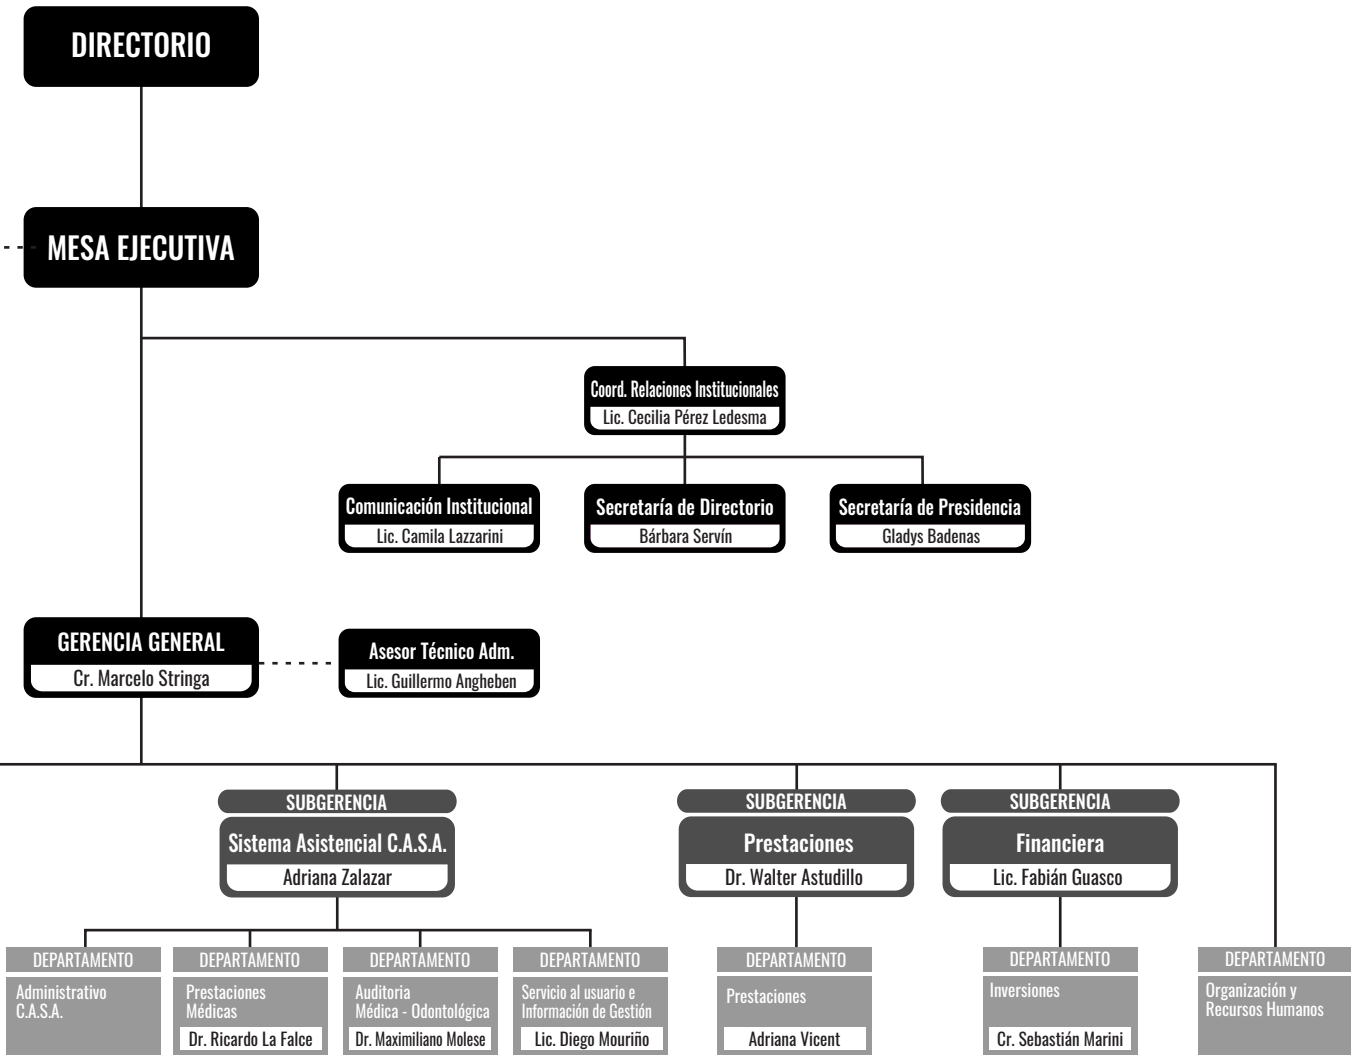 DIRECTORIO
MESA EJECUTIVA
Coord. Relaciones Institucionales
Lic. Cecilia Pérez Ledesma
Comunicación Institucional
Lic. Camila Lazzarini
Secretaría de Directorio
Bárbara Servín
Secretaría de Presidencia
Gladys Badenas
GERENCIA GENERAL
Cr. Marcelo Stringa
Asesor Técnico Adm.
Lic. Guillermo Angheben
SUBGERENCIA
Sistema Asistencial C.A.S.A.
Adriana Zalazar
SUBGERENCIA
Prestaciones
Dr. Walter Astudillo
SUBGERENCIA
Financiera
Lic. Fabián Guasco
DEPARTAMENTO
Administrativo
C.A.S.A.
DEPARTAMENTO
Prestaciones
Médicas
Dr. Ricardo La Falce
DEPARTAMENTO
Auditoria
Médica - Odontológica
Dr. Maximiliano Molese
DEPARTAMENTO
Servicio al usuario e
Información de Gestión
Lic. Diego Mouriño
DEPARTAMENTO
Prestaciones
Adriana Vicent
DEPARTAMENTO
Inversiones
Cr. Sebastián Marini
DEPARTAMENTO
Organización y
Recursos Humanos